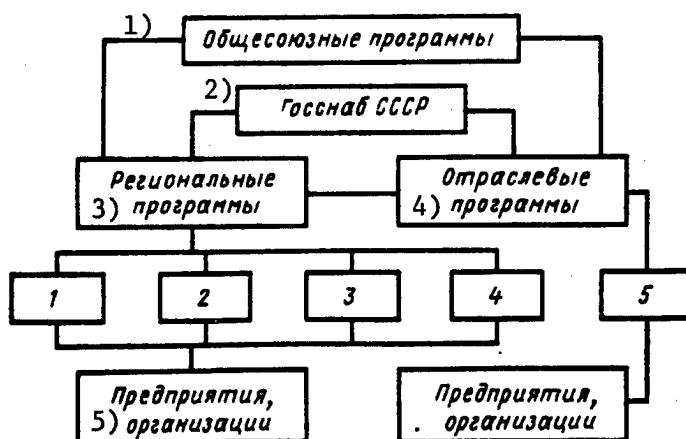 1) Общесоюзные программы
2) Госснаб СССР
Региональные Отраслевые
3) программы 4) программы
1 2 3 4 5
Предприятия, Предприятия,
5) организации . организации